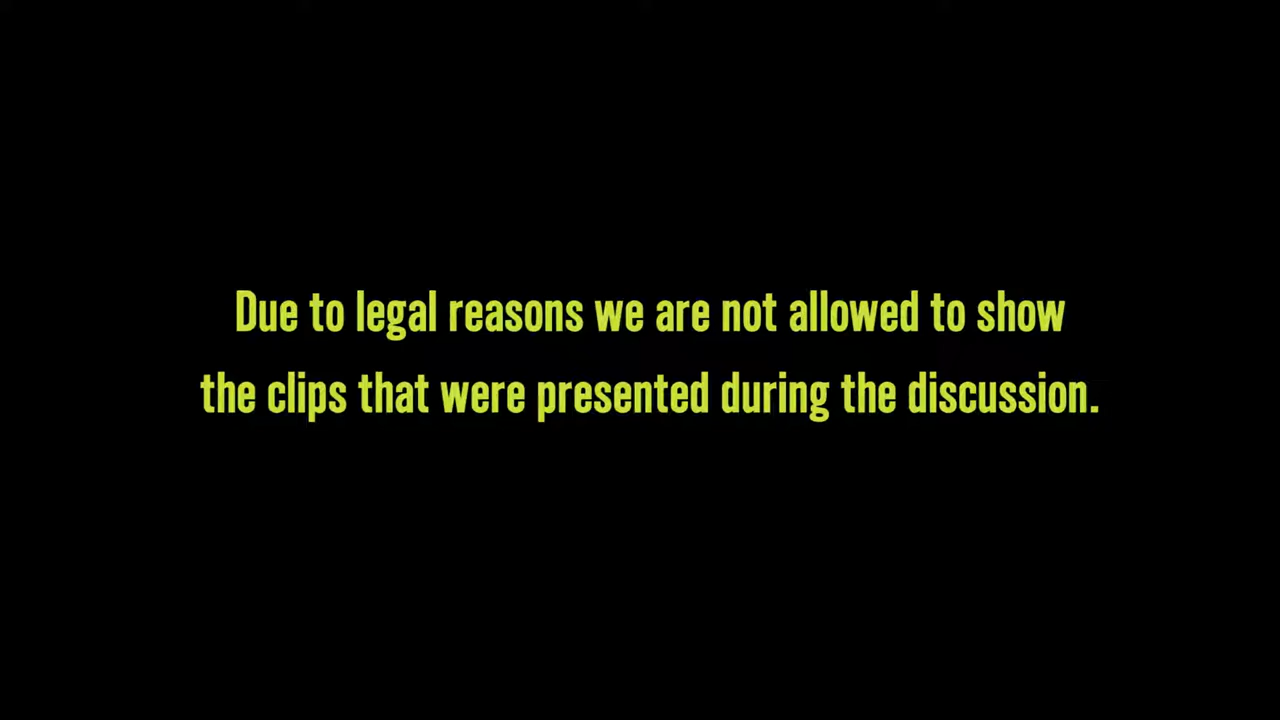 Due to legal reasons we are not allowed to show
the clips that were presented during the discussion.